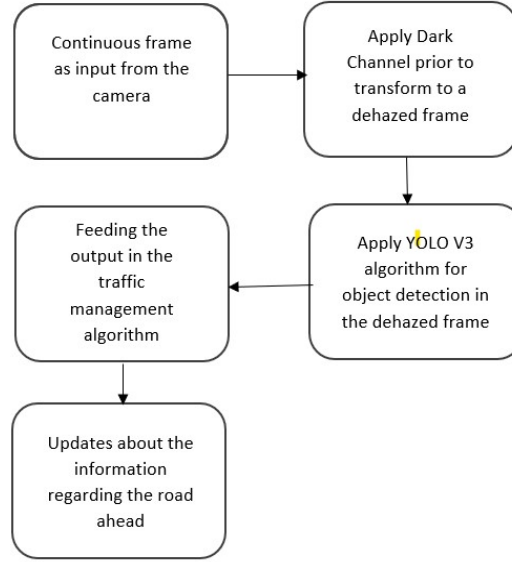 Continuous frame
as input from the
camera
Apply Dark
Channel prior to
transform to a
dehazed frame
Apply YOLO V3
algorithm for
object detection in
the dehazed frame
Feeding the
output in the
traffic
management
algorithm
Updates about the
information
regarding the road
ahead